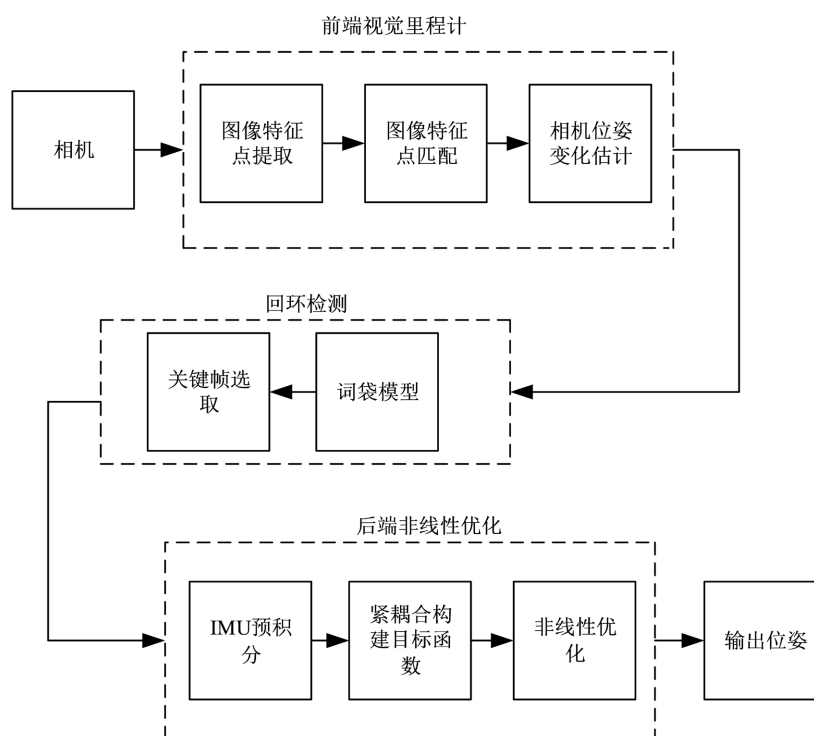 前端视觉里程计
相机
图像特征
点提取
图像特征
点匹配
相机位姿
变化估计
回环检测
关键帧选
取
词袋模型
后端非线性优化
IMU预积
分
紧耦合构
建目标函
数
非线性优
化
输出位姿